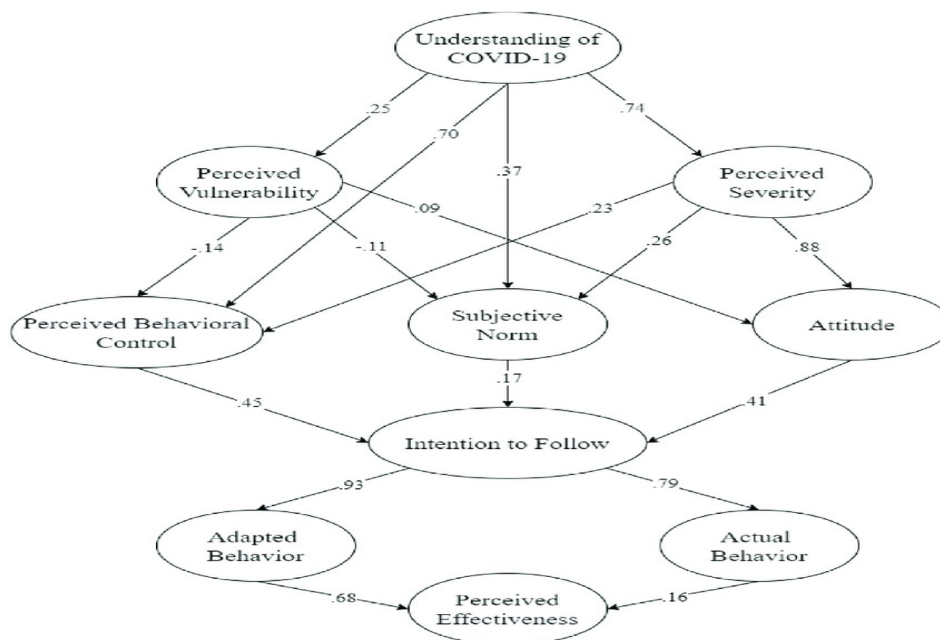 Understanding of
COVID-19
.25
.70
.37
.74
Perceived
Vulnerability
Perceived
Severity
-.14
-.11
.09
.23
.26
.88
Perceived Behavioral
Control
Subjective
Norm
Attitude
.45
.17
.41
Intention to Follow
.93
.79
Adapted
Behavior
Actual
Behavior
.68
.16
Perceived
Effectiveness